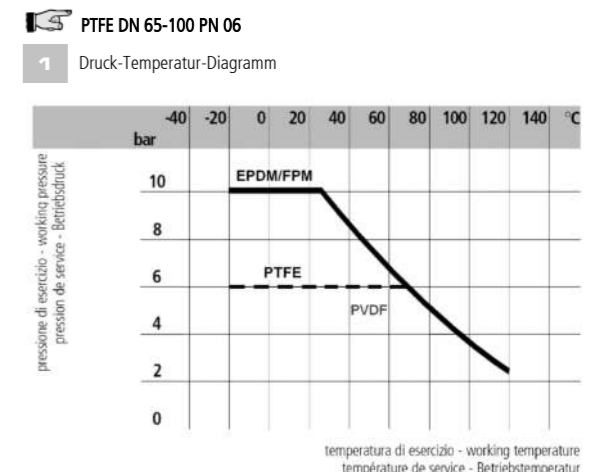 PTFE DN 65-100 PN 06
1 Druck-Temperatur-Diagramm
-40 -20 0 20 40 60 80 100 120 140 °C
bar
pressione di esercizio - working pressure
pression de service - Betriebsdruck
10
EPDM/FPM
8
6
PTFE
PVDF
4
2
0
temperatura di esercizio - working temperature
température de service - Betriebstemperatur